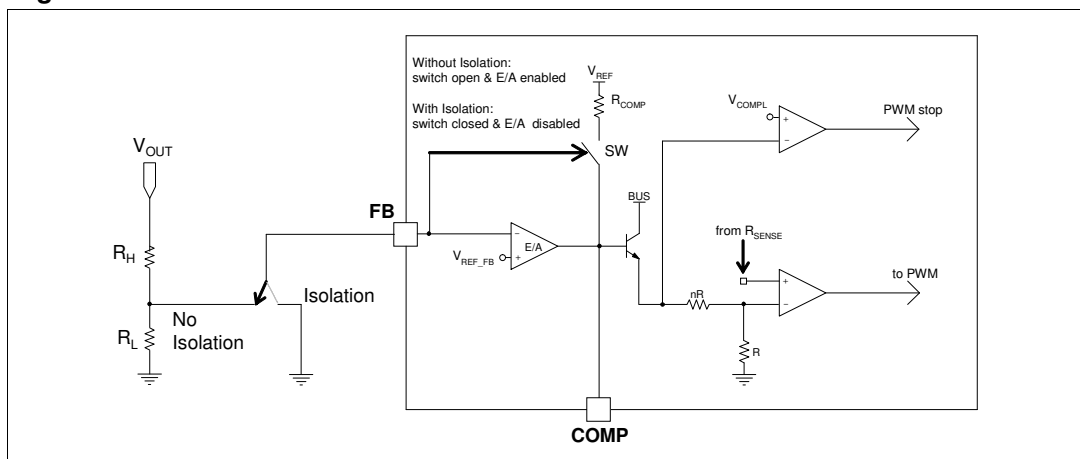 Without Isolation:
switch open & E/A enabled
With Isolation:
switch closed & E/A disabled
VREF
RCOMP
SW
VCOMPL
+
−
PWM stop
VOUT
FB
BUS
−
E/A
VREF_FB
+
from RSENSE
+
−
to PWM
RH
Isolation
nR
No
Isolation
RL
R
COMP